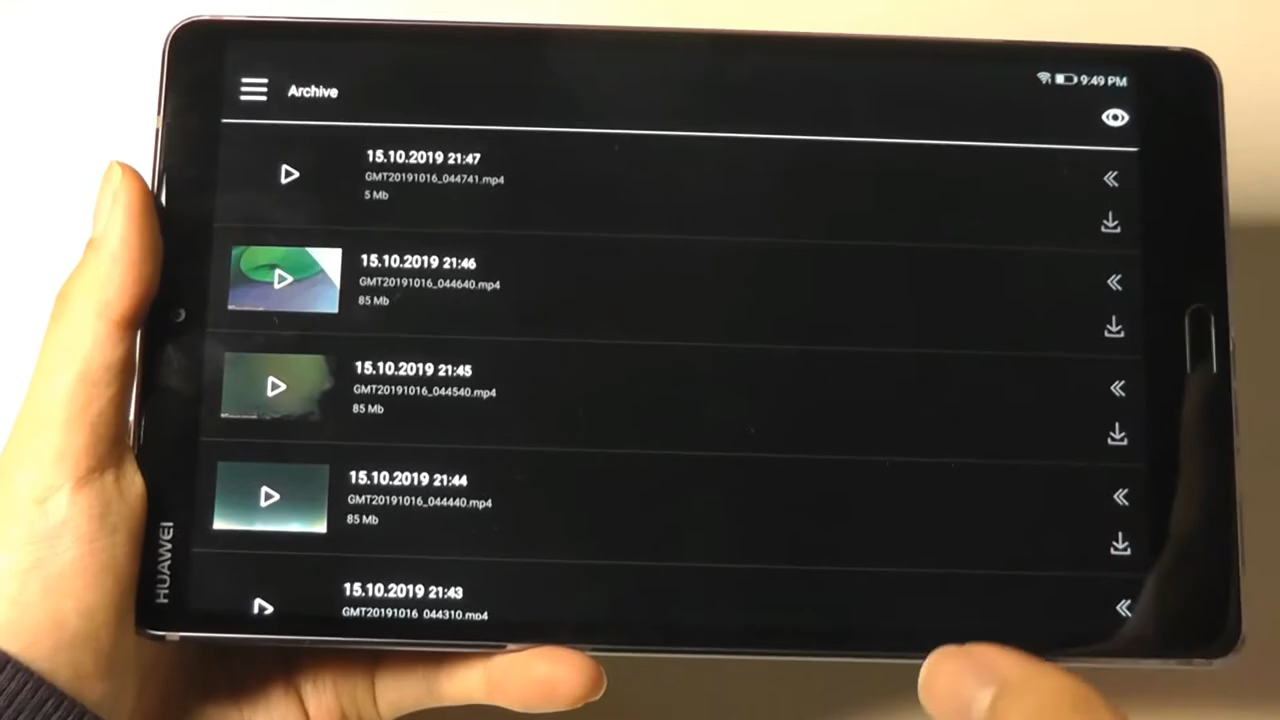 9:49 PM
Archive
15.10.2019 21:47
GMT20191016_044741.mp4
5 Mb
15.10.2019 21:46
GMT20191016_044640.mp4
85 Mb
15.10.2019 21:45
GMT20191016_044540.mp4
85 Mb
15.10.2019 21:44
GMT20191016_044440.mp4
85 Mb
15.10.2019 21:43
GMT20191016_044310.mp4
HUAWEI